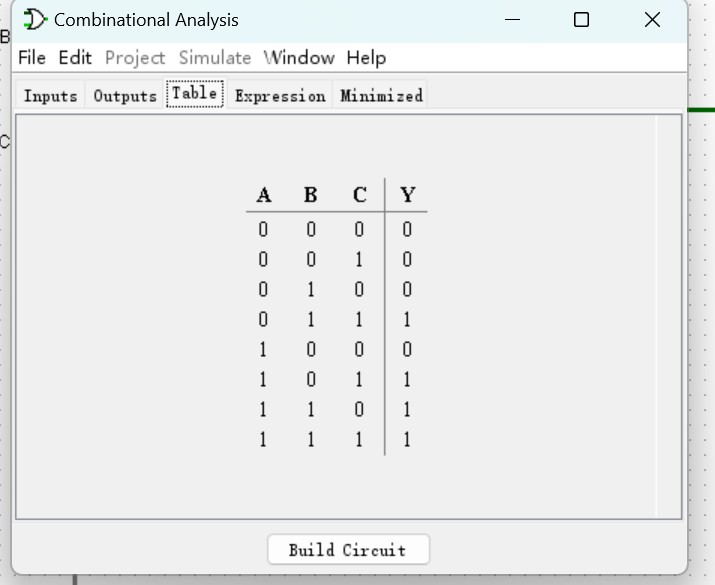 Combinational Analysis
B
File Edit Project Simulate Window Help
Inputs Outputs Table Expression Minimized
C
A B C Y
0 0 0 0
0 0 1 0
0 1 0 0
0 1 1 1
1 0 0 0
1 0 1 1
1 1 0 1
1 1 1 1
Build Circuit